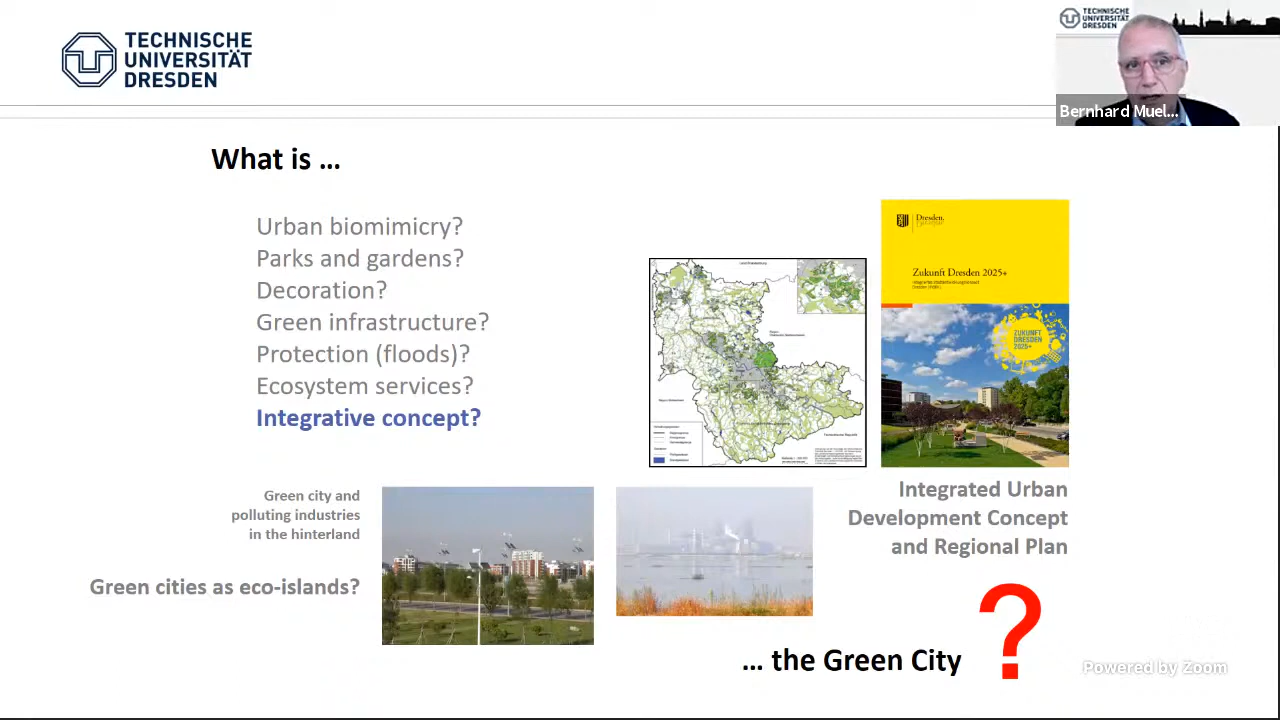 TECHNISCHE
UNIVERSITÄT
DRESDEN
TECHNISCHE
UNIVERSITÄT
DRESDEN
Bernhard Muel...
What is ...
Urban biomimicry?
Parks and gardens?
Decoration?
Green infrastructure?
Protection (floods)?
Ecosystem services?
Integrative concept?
Dresden.
Zukunft Dresden 2025+
ZUKUNFT
DRESDEN
2025+
Green city and
polluting industries
in the hinterland
Green cities as eco-islands?
Integrated Urban
Development Concept
and Regional Plan
... the Green City ?
Powered by Zoom